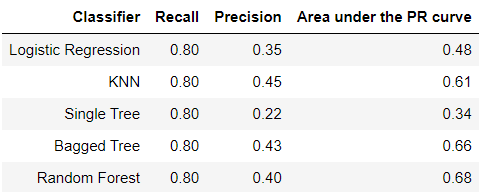 Classifier Recall Precision Area under the PR curve
Logistic Regression 0.80 0.35 0.48
KNN 0.80 0.45 0.61
Single Tree 0.80 0.22 0.34
Bagged Tree 0.80 0.43 0.66
Random Forest 0.80 0.40 0.68